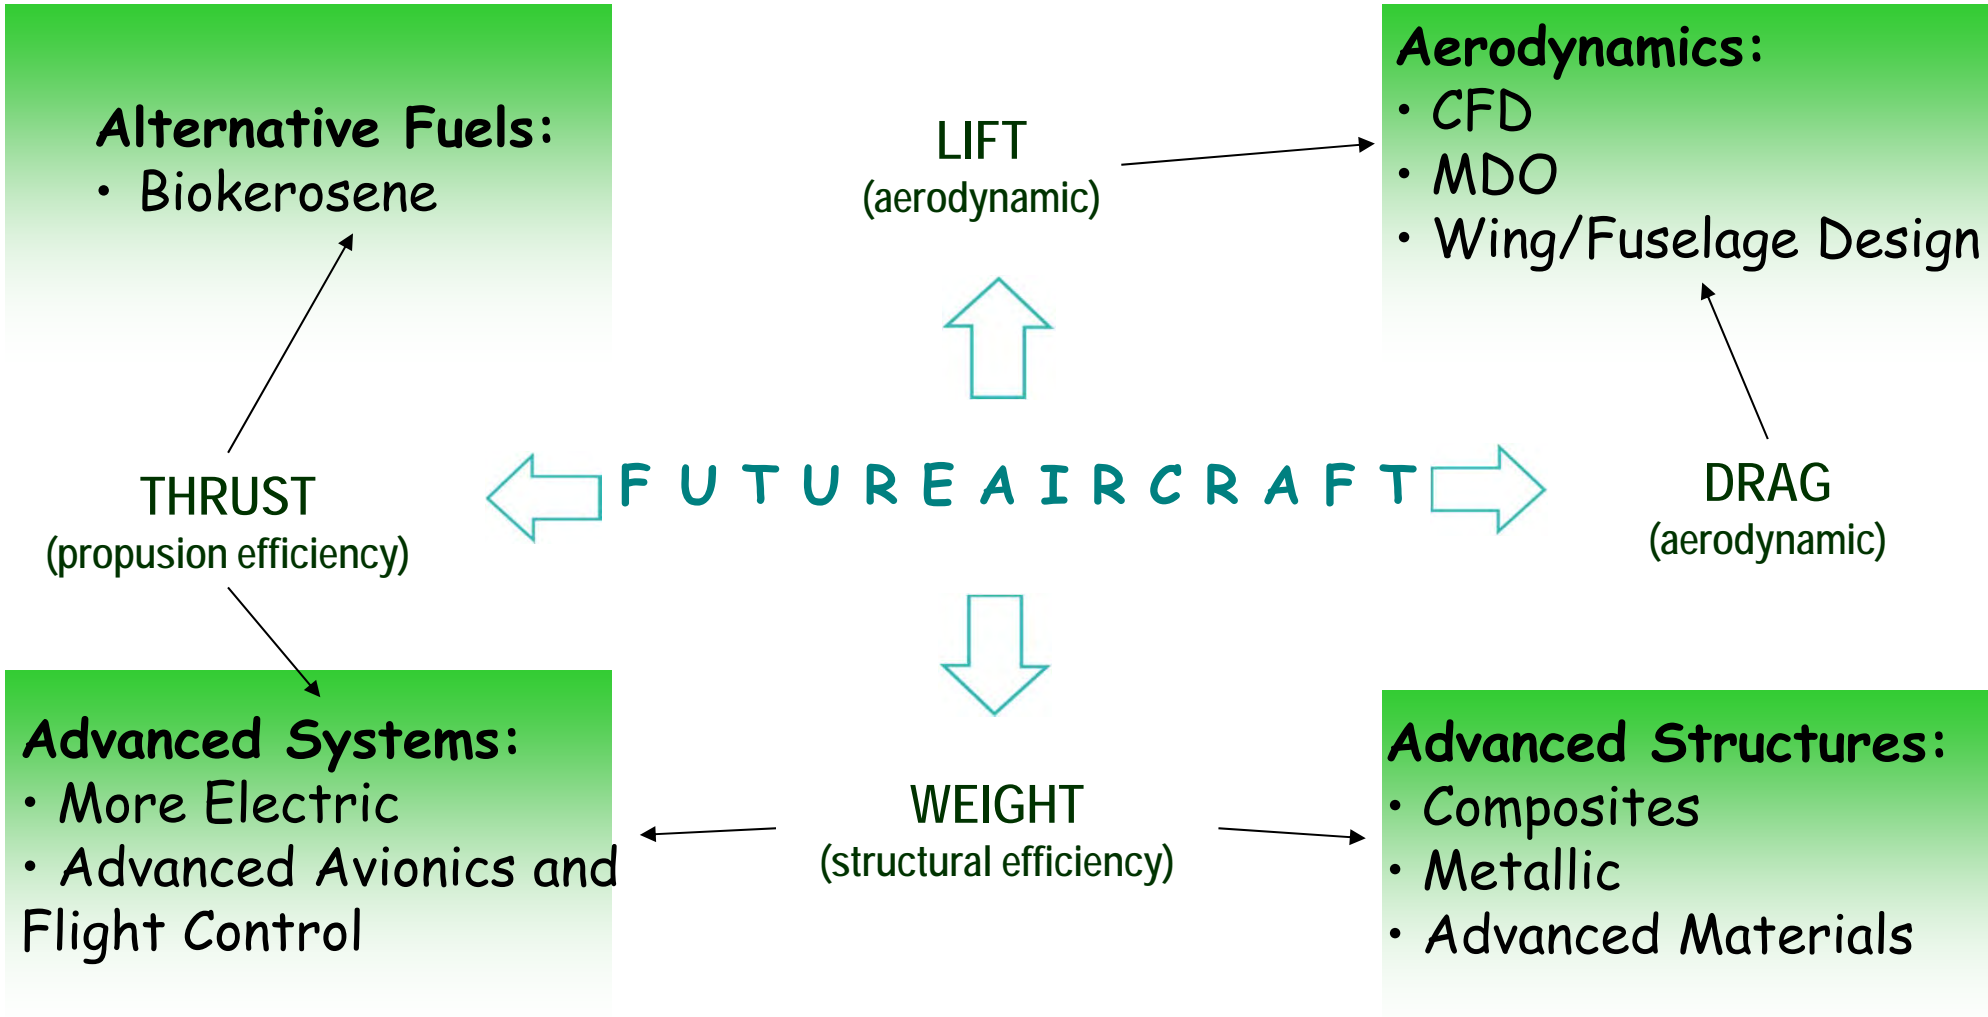 Alternative Fuels:
• Biokerosene
LIFT
(aerodynamic)
Aerodynamics:
• CFD
• MDO
• Wing/Fuselage Design
THRUST
(propusion efficiency)
F U T U R E A I R C R A F T
DRAG
(aerodynamic)
Advanced Systems:
• More Electric
• Advanced Avionics and
Flight Control
WEIGHT
(structural efficiency)
Advanced Structures:
• Composites
• Metallic
• Advanced Materials